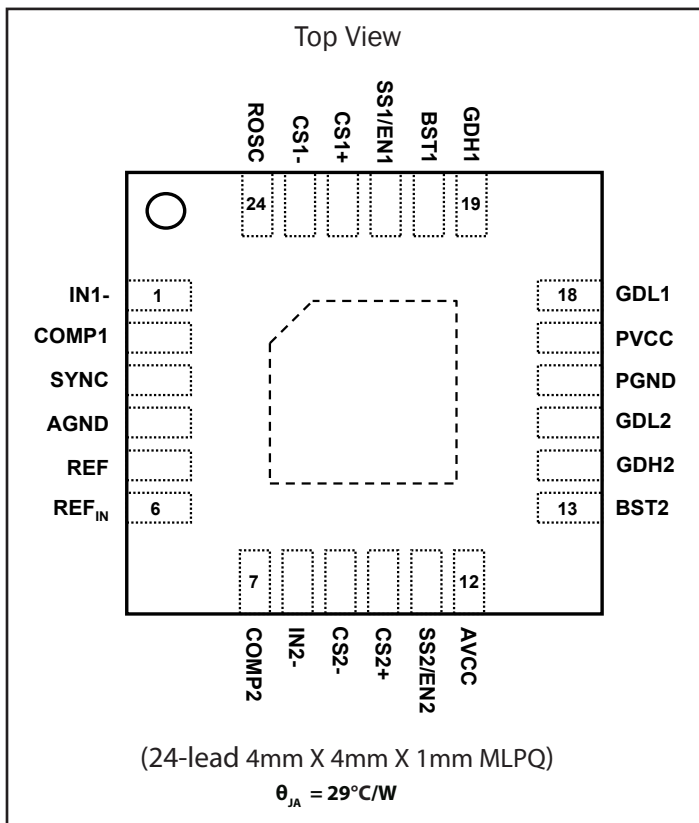 Top View
ROSC
CS1-
CS1+
SS1/EN1
BST1
GDH1
24
19
IN1-
1
18
GDL1
COMP1
PVCC
SYNC
PGND
AGND
GDL2
REF
GDH2
REFIN
6
13
BST2
7
12
COMP2
IN2-
CS2-
CS2+
SS2/EN2
AVCC
(24-lead 4mm X 4mm X 1mm MLPQ)
θJA = 29°C/W